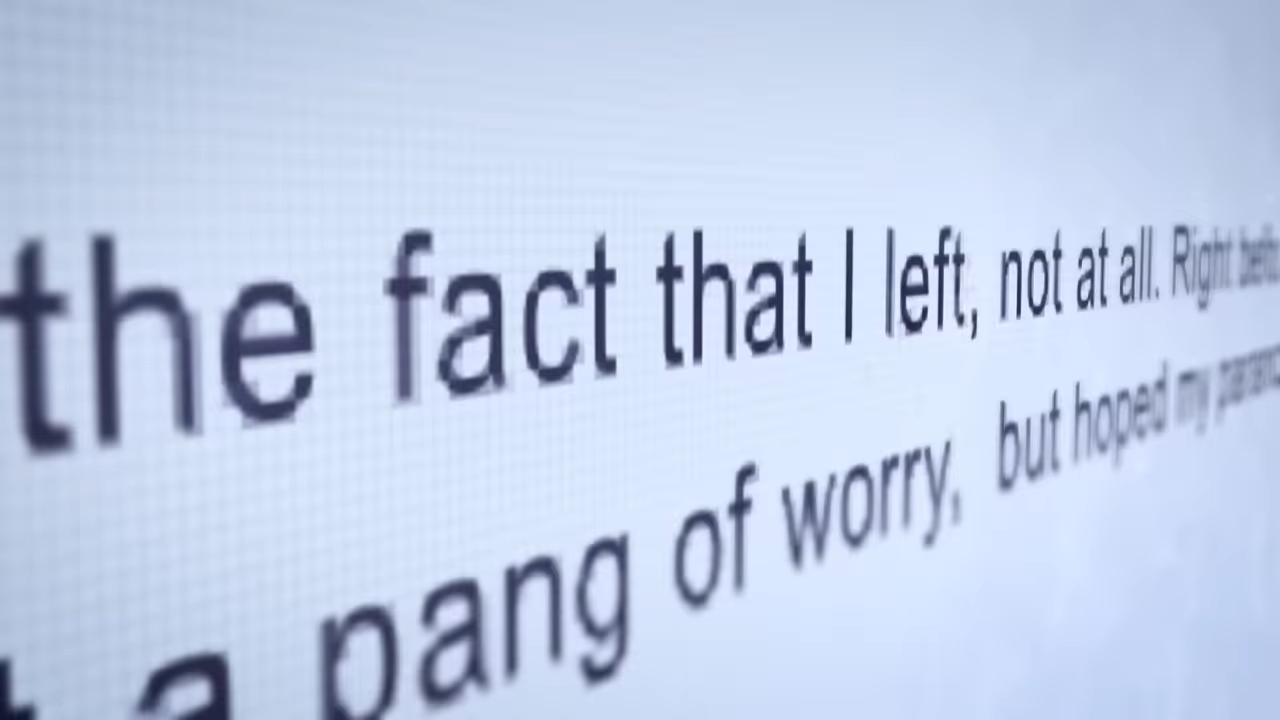 the fact that I left, not at all. Right
a pang of worry, but hoped my